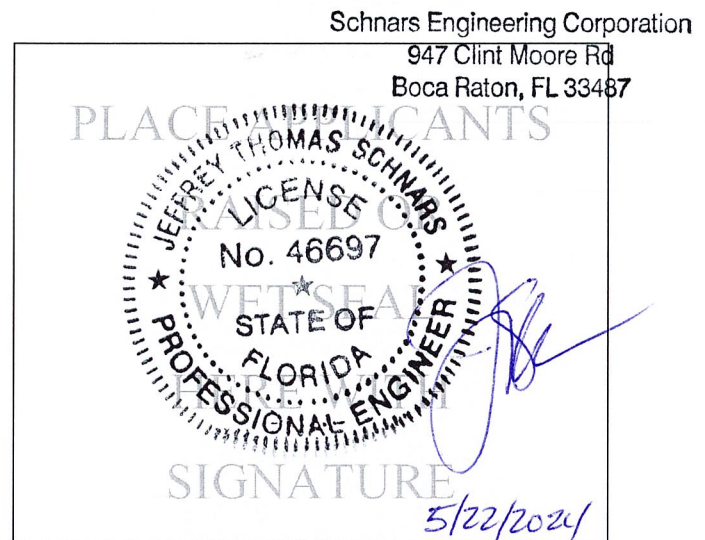 Schnars Engineering Corporation
947 Clint Moore Rd
Boca Raton, FL 33487
PLACE APPLICANTS
RAISED OR
WET SEAL
HERE WITH
SIGNATURE
JEFFREY THOMAS SCHNARS
LICENSE
No. 46697
STATE OF
FLORIDA
PROFESSIONAL ENGINEER
5/22/2024